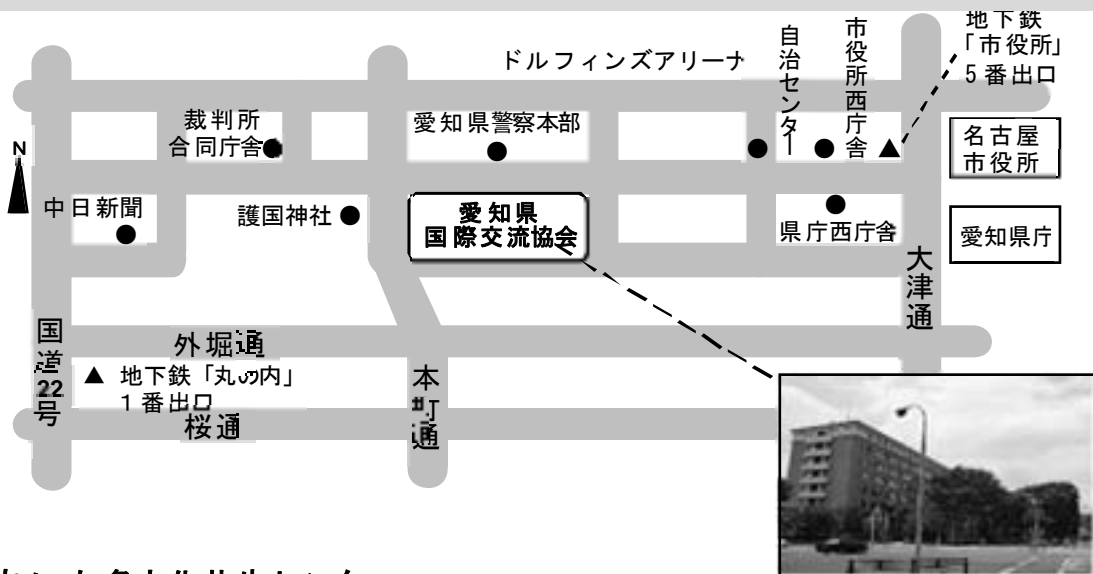 地下鉄
「市役所」
5番出口
ドルフィンズアリーナ
自治センター
市役所西庁舎
裁判所
合同庁舎
愛知県警察本部
名古屋
市役所
N
中日新聞
護国神社
愛知県
国際交流協会
県庁西庁舎
愛知県庁
大津通
国道22号
外堀通
地下鉄「丸の内」
1番出口
本町通
桜通